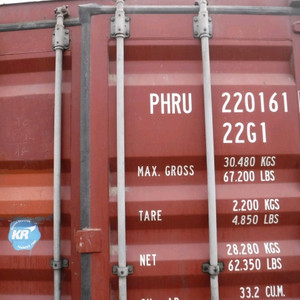 PHRU 220161
22G1
MAX. GROSS 30.480 KGS
67.200 LBS
TARE 2.200 KGS
4.850 LBS
NET 28.280 KGS
62.350 LBS
33.2 CU.M.
KR